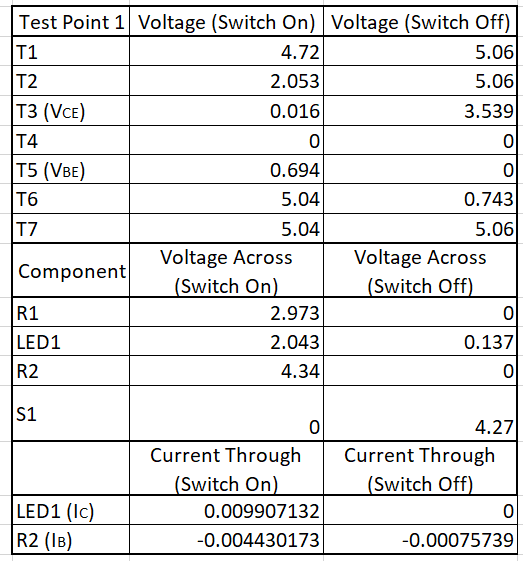 Test Point 1 Voltage (Switch On) Voltage (Switch Off)
T1 4.72 5.06
T2 2.053 5.06
T3 (VCE) 0.016 3.539
T4 0 0
T5 (VBE) 0.694 0
T6 5.04 0.743
T7 5.04 5.06
Component Voltage Across (Switch On) Voltage Across (Switch Off)
R1 2.973 0
LED1 2.043 0.137
R2 4.34 0
S1 0 4.27
Current Through (Switch On) Current Through (Switch Off)
LED1 (IC) 0.009907132 0
R2 (IB) -0.004430173 -0.00075739